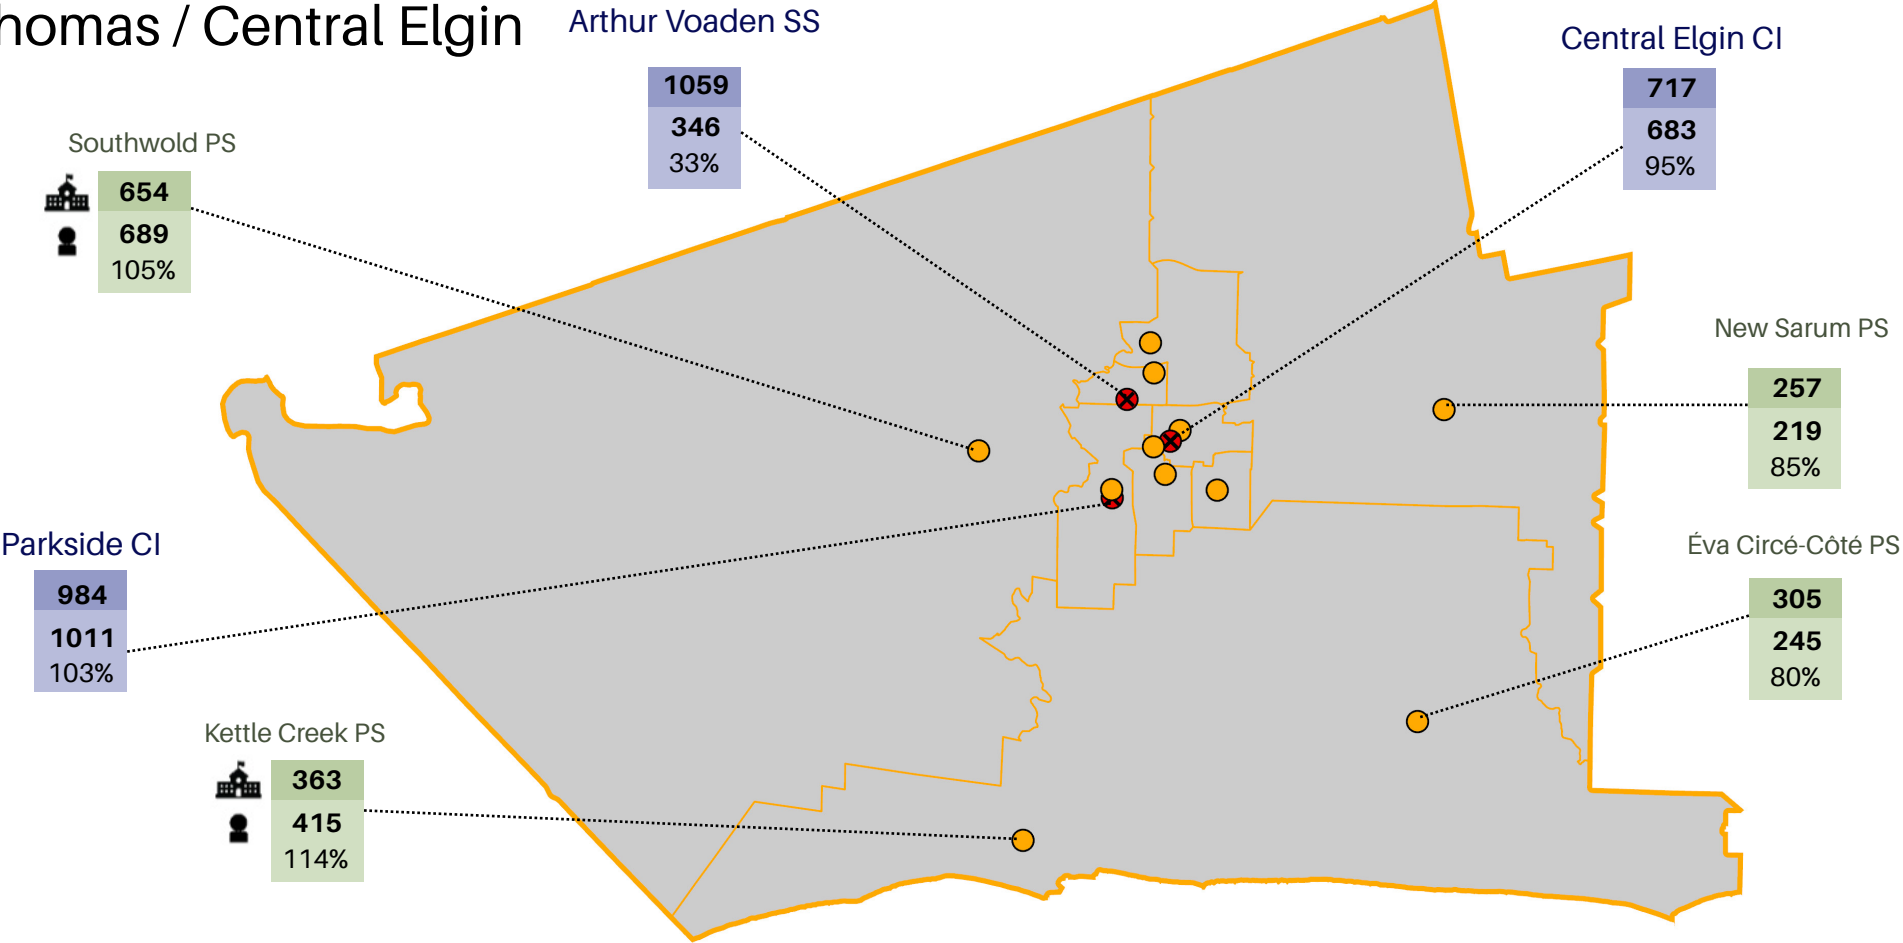 homas / Central Elgin
Arthur Voaden SS
1059
346
33%
Central Elgin CI
717
683
95%
Southwold PS
654
689
105%
New Sarum PS
257
219
85%
Parkside CI
984
1011
103%
Éva Circé-Côté PS
305
245
80%
Kettle Creek PS
363
415
114%